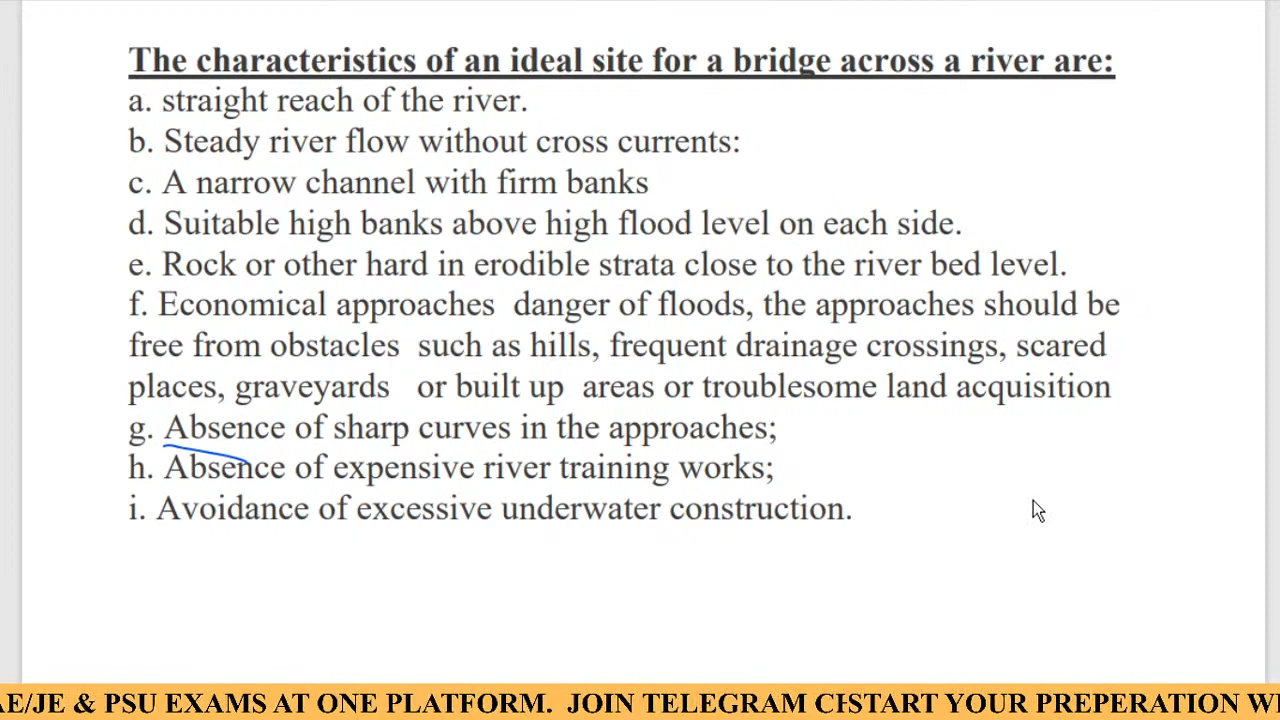 The characteristics of an ideal site for a bridge across a river are:
a. straight reach of the river.
b. Steady river flow without cross currents:
c. A narrow channel with firm banks
d. Suitable high banks above high flood level on each side.
e. Rock or other hard in erodible strata close to the river bed level.
f. Economical approaches danger of floods, the approaches should be
free from obstacles such as hills, frequent drainage crossings, scared
places, graveyards or built up areas or troublesome land acquisition
g. Absence of sharp curves in the approaches;
h. Absence of expensive river training works;
i. Avoidance of excessive underwater construction.
AE/JE & PSU EXAMS AT ONE PLATFORM. JOIN TELEGRAM CISTART YOUR PREPERATION W